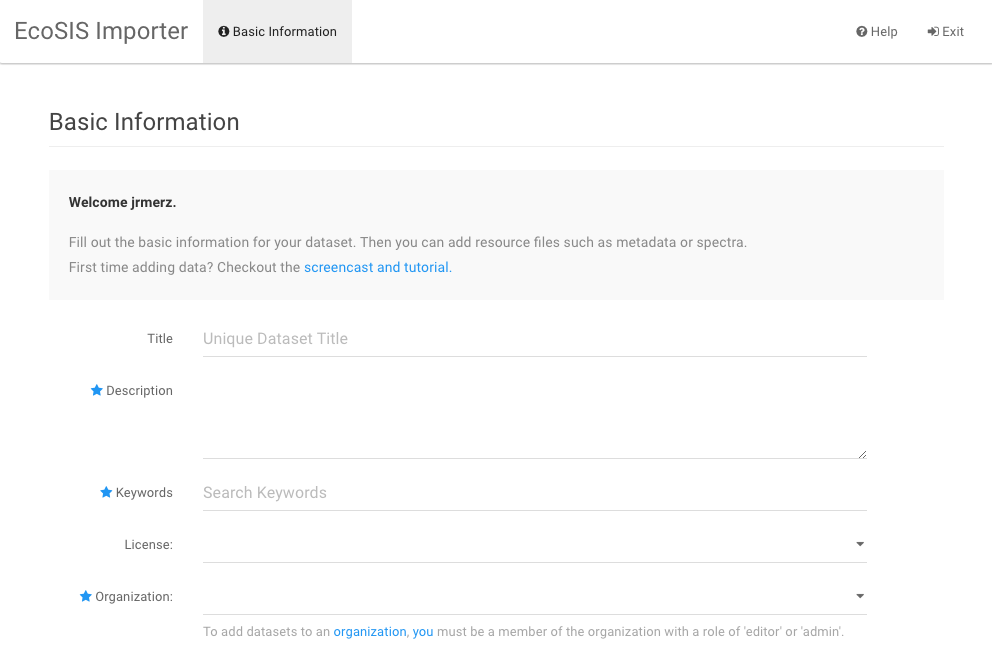 EcoSIS Importer
Basic Information
Help
Exit
Basic Information
Welcome jrmerz.
Fill out the basic information for your dataset. Then you can add resource files such as metadata or spectra.
First time adding data? Checkout the screencast and tutorial.
Title
Unique Dataset Title
Description
Keywords
Search Keywords
License:
Organization:
To add datasets to an organization, you must be a member of the organization with a role of 'editor' or 'admin'.